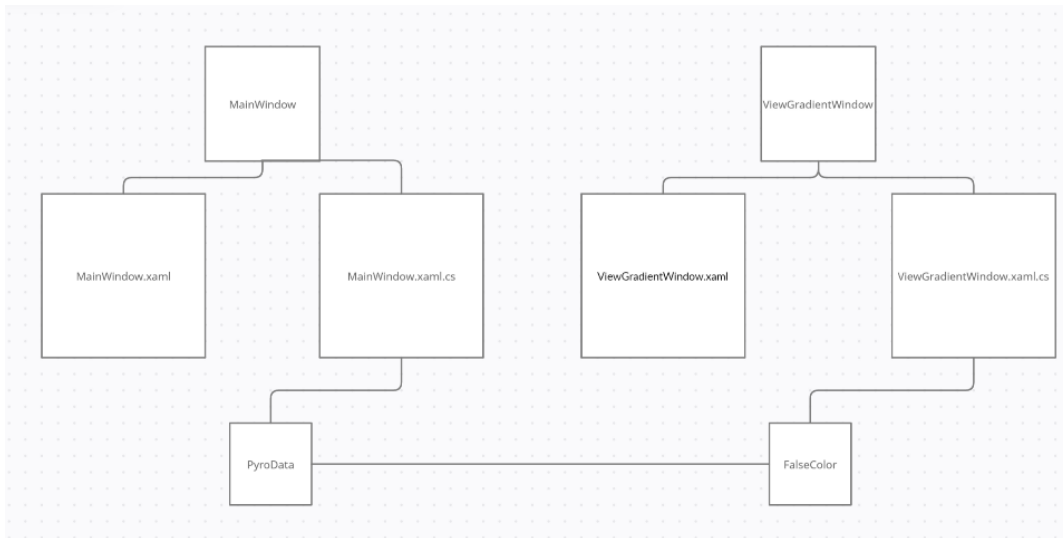 MainWindow
ViewGradientWindow
MainWindow.xaml
MainWindow.xaml.cs
ViewGradientWindow.xaml
ViewGradientWindow.xaml.cs
PyroData
FalseColor